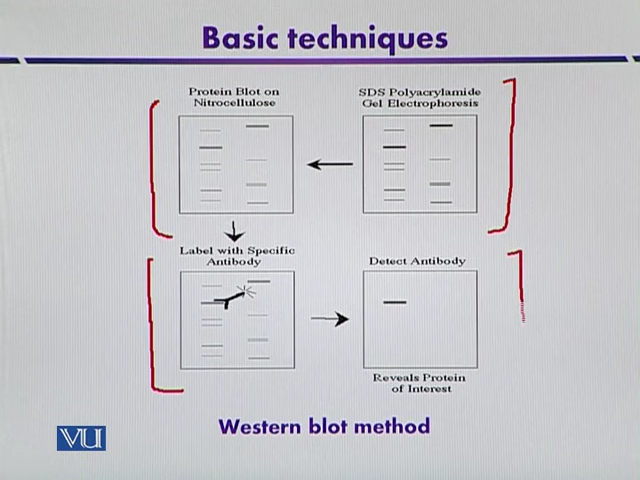 Basic techniques
Protein Blot on
Nitrocellulose
SDS Polyacrylamide
Gel Electrophoresis
Label with Specific
Antibody
Detect Antibody
Reveals Protein
of Interest
Western blot method
VU